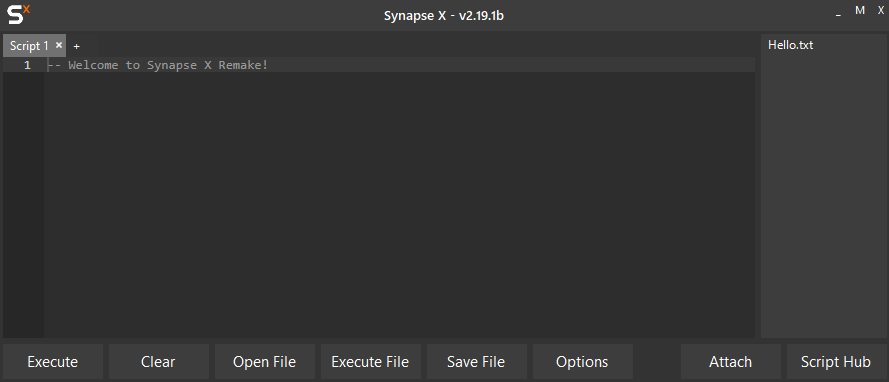 Sx
Synapse X - v2.19.1b
_ M X
Script 1 × +
Hello.txt
1 -- Welcome to Synapse X Remake!
Execute Clear Open File Execute File Save File Options Attach Script Hub